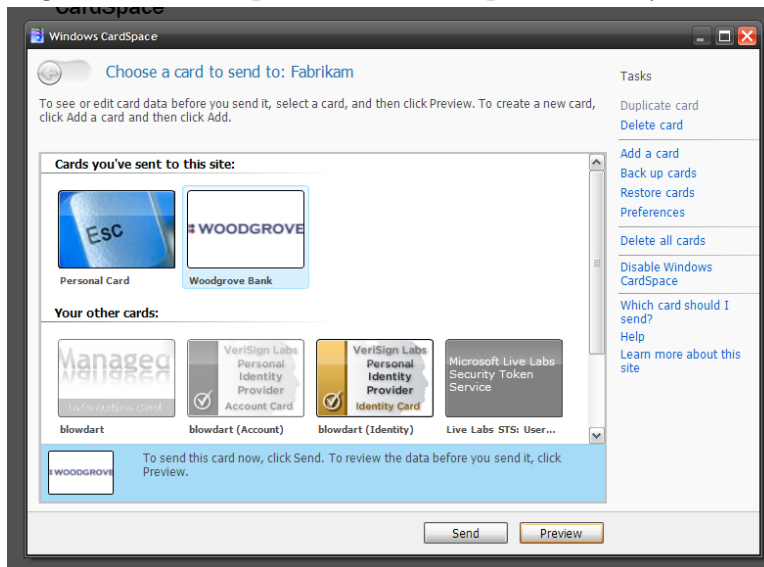 CardSpace
Windows CardSpace
Choose a card to send to: Fabrikam
To see or edit card data before you send it, select a card, and then click Preview. To create a new card,
click Add a card and then click Add.
Cards you've sent to this site:
Esc
WOODGROVE
Personal Card
Woodgrove Bank
Your other cards:
Managed
Information Card
VeriSign Labs
Personal
Identity
Provider
Account Card
VeriSign Labs
Personal
Identity
Provider
Identity Card
Microsoft Live Labs
Security Token
Service
blowdart
blowdart (Account)
blowdart (Identity)
Live Labs STS: User...
WOODGROVE
To send this card now, click Send. To review the data before you send it, click
Preview.
Send
Preview
Tasks
Duplicate card
Delete card
Add a card
Back up cards
Restore cards
Preferences
Delete all cards
Disable Windows
CardSpace
Which card should I
send?
Help
Learn more about this
site